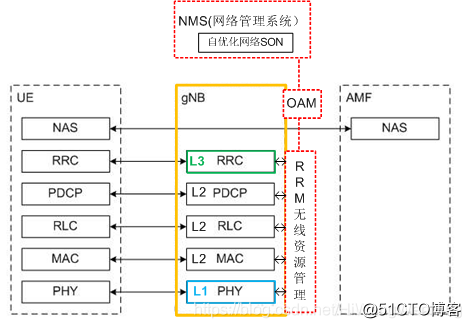 NMS(网络管理系统)
自优化网络SON
UE
gNB
OAM
AMF
NAS
NAS
RRC
L3 RRC
PDCP
L2 PDCP
RLC
L2 RLC
MAC
L2 MAC
PHY
L1 PHY
R
R
M
无
线
资
源
管
理
@51CTO博客